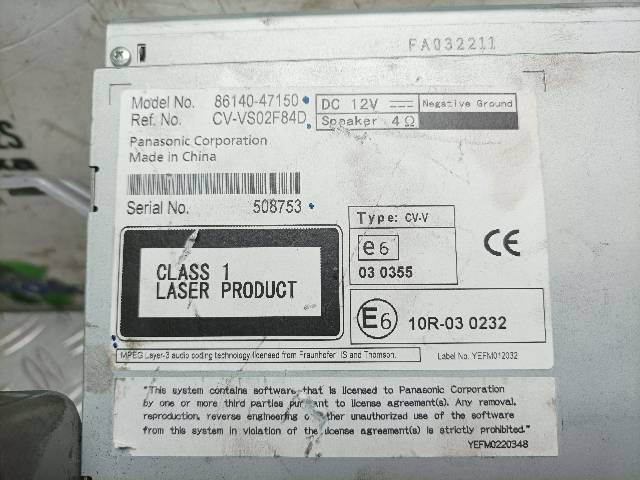 FA032211
Model No. 86140-47150
Ref. No. CV-VS02F84D
DC 12V Negative Ground
Speaker 4Ω
Panasonic Corporation
Made in China
Serial No. 508753
Type: CV-V
e6
03 0355
CE
CLASS 1
LASER PRODUCT
E6 10R-03 0232
MPEG Layer-3 audio coding technology licensed from Fraunhofer IIS and Thomson.
Label No. YEFM012032
"This system contains software that is licensed to Panasonic Corporation
by one or more third parties pursuant to license agreement(s). Any removal,
reproduction, reverse engineering or other unauthorized use of the software
from this system in violation of the license agreement(s) is strictly prohibited."
YEFM0220348